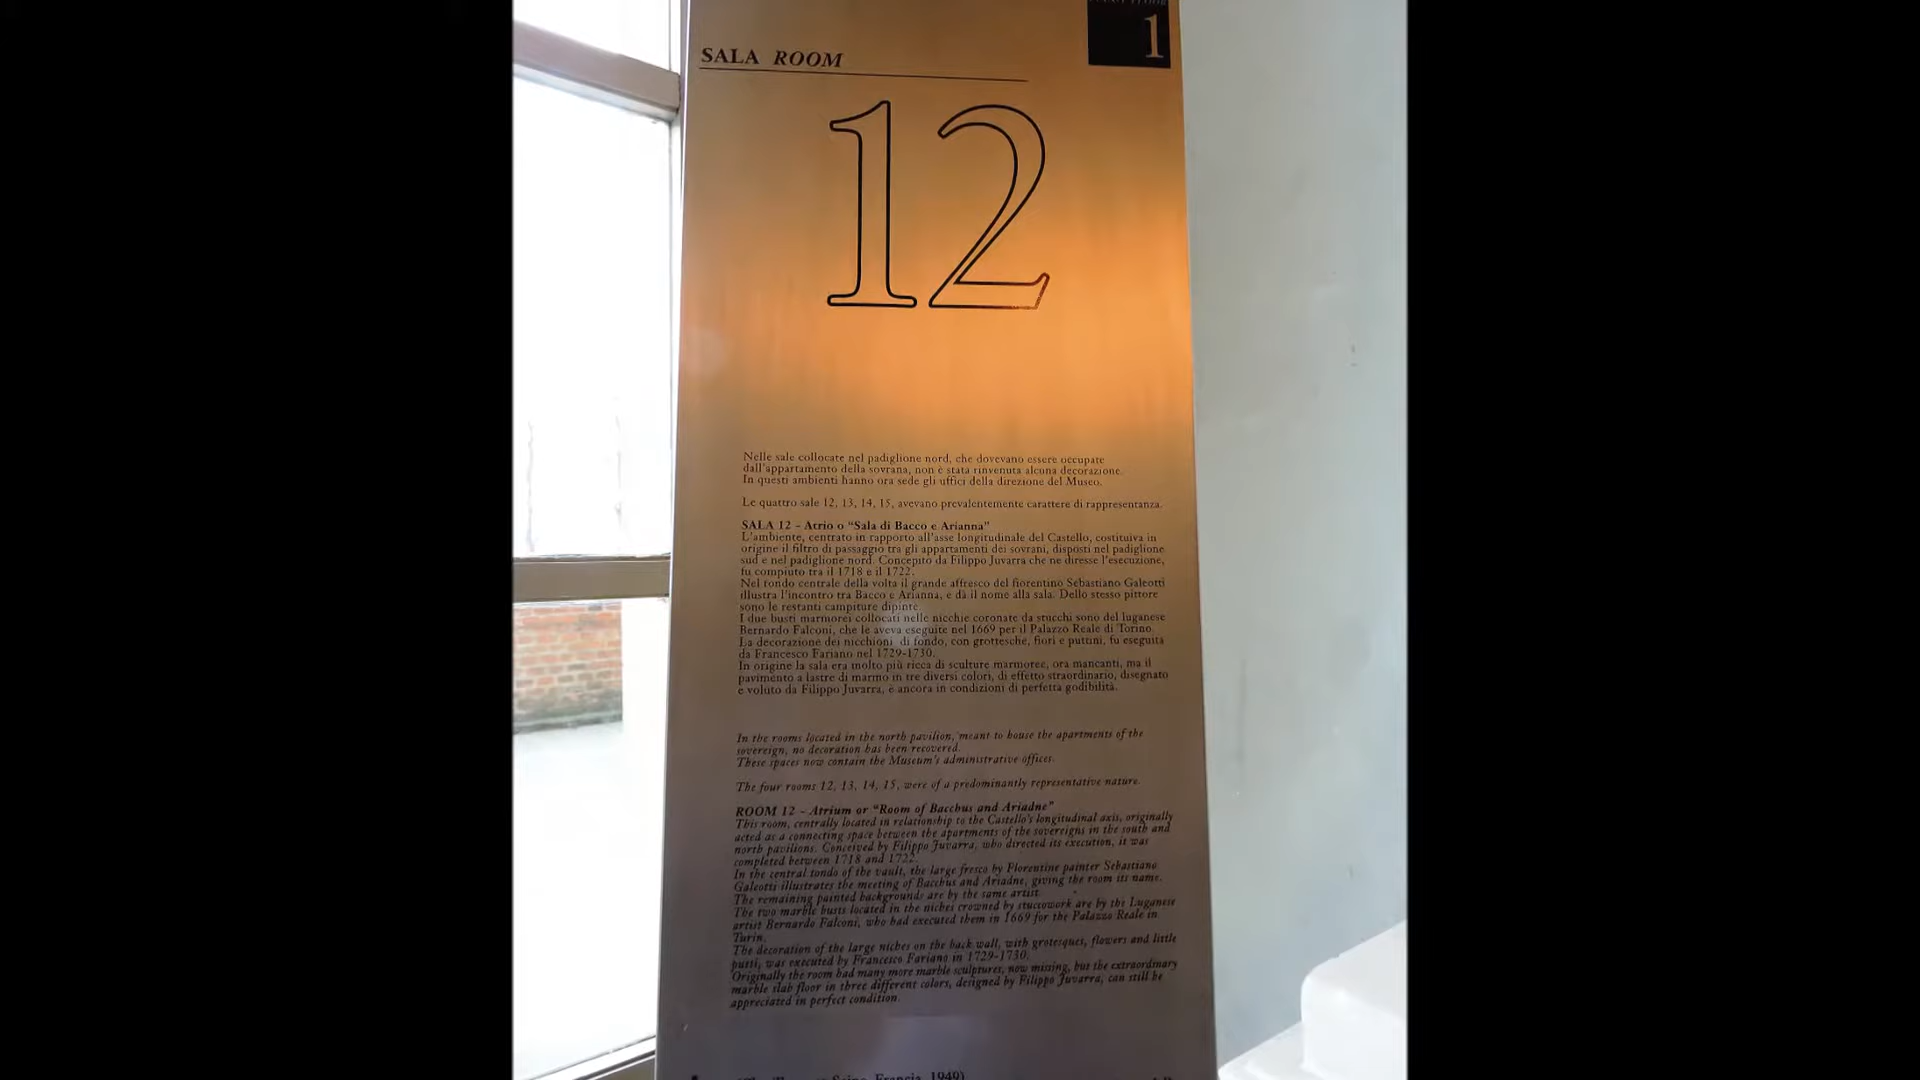 1
SALA ROOM
12
Nelle sale collocate nel padiglione nord, che dovevano essere occupate
dall'appartamento della sovrana, non è stata rinvenuta alcuna decorazione.
In questi ambienti hanno ora sede gli uffici della direzione del Museo.
Le quattro sale 12, 13, 14, 15, avevano prevalentemente carattere di rappresentanza.
SALA 12 - Atrio o "Sala di Bacco e Arianna"
L'ambiente, centrato in rapporto all'asse longitudinale del Castello, costituiva in
origine il filtro di passaggio tra gli appartamenti dei sovrani, disposti nel padiglione
sud e nel padiglione nord. Concepito da Filippo Juvarra che ne diresse l'esecuzione,
fu compiuto tra il 1718 e il 1722.
Nel tondo centrale della volta il grande affresco del fiorentino Sebastiano Galeotti
illustra l'incontro tra Bacco e Arianna, e dà il nome alla sala. Dello stesso pittore
sono le restanti campiture dipinte.
I due busti marmorei collocati nelle nicchie coronate da stucchi sono del luganese
Bernardo Falconi, che le aveva eseguite nel 1669 per il Palazzo Reale di Torino.
La decorazione dei nicchioni di fondo, con grottesche, fiori e puttini, fu eseguita
da Francesco Fariano nel 1729-1730.
In origine la sala era molto più ricca di sculture marmoree, ora mancanti, ma il
pavimento a lastre di marmo in tre diversi colori, di effetto straordinario, disegnato
e voluto da Filippo Juvarra, è ancora in condizioni di perfetta godibilità.
In the rooms located in the north pavilion, meant to house the apartments of the
sovereign, no decoration has been recovered.
These spaces now contain the Museum's administrative offices.
The four rooms 12, 13, 14, 15, were of a predominantly representative nature.
ROOM 12 - Atrium or "Room of Bacchus and Ariadne"
This room, centrally located in relationship to the Castello's longitudinal axis, originally
acted as a connecting space between the apartments of the sovereigns in the south and
north pavilions. Conceived by Filippo Juvarra, who directed its execution, it was
completed between 1718 and 1722.
In the central tondo of the vault, the large fresco by Florentine painter Sebastiano
Galeotti illustrates the meeting of Bacchus and Ariadne, giving the room its name.
The remaining painted backgrounds are by the same artist.
The two marble busts located in the niches crowned by stuccowork are by the Luganese
artist Bernardo Falconi, who had executed them in 1669 for the Palazzo Reale in
Turin.
The decoration of the large niches on the back wall, with grotesques, flowers and little
putti, was executed by Francesco Fariano in 1729-1730.
Originally the room had many more marble sculptures, now missing, but the extraordinary
marble slab floor in three different colors, designed by Filippo Juvarra, can still be
appreciated in perfect condition.
Francia, 1949)